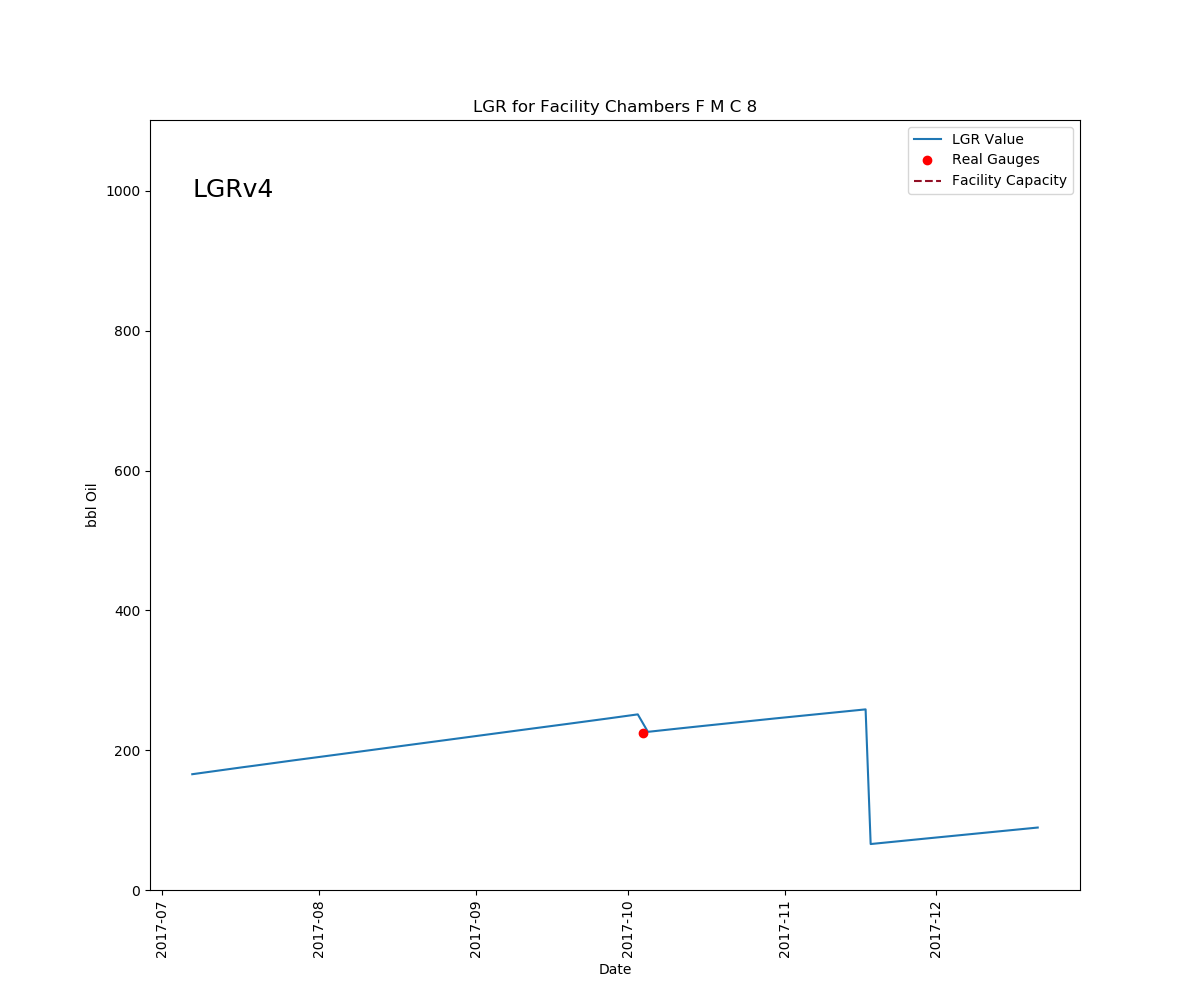 LGR for Facility Chambers F M C 8
LGR Value
Real Gauges
Facility Capacity
LGRv4
1000
800
600
400
200
0
bbl Oil
2017-07
2017-08
2017-09
2017-10
2017-11
2017-12
Date